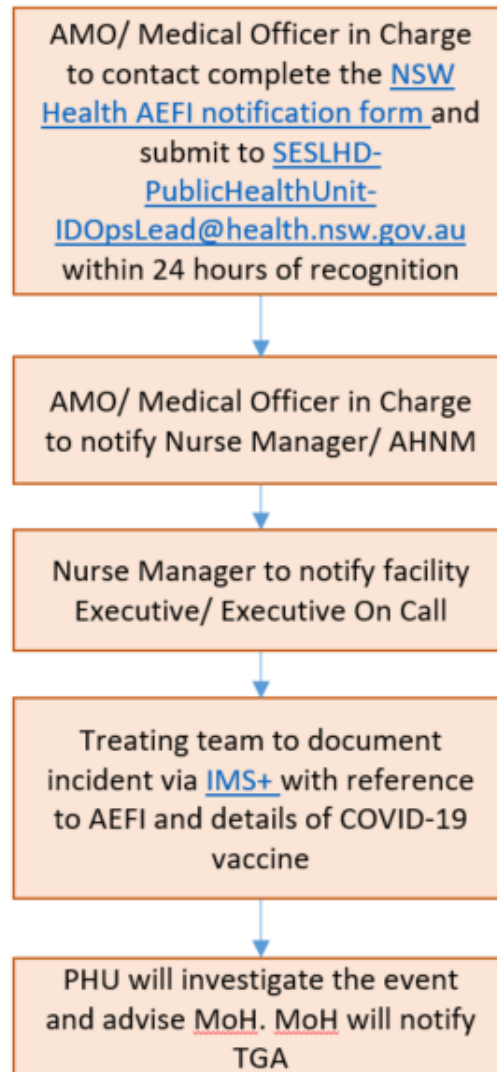 AMO/ Medical Officer in Charge
to contact complete the NSW
Health AEFI notification form and
submit to SESLHD-
PublicHealthUnit-
IDOpsLead@health.nsw.gov.au
within 24 hours of recognition
AMO/ Medical Officer in Charge
to notify Nurse Manager/ AHNM
Nurse Manager to notify facility
Executive/ Executive On Call
Treating team to document
incident via IMS+ with reference
to AEFI and details of COVID-19
vaccine
PHU will investigate the event
and advise MoH. MoH will notify
TGA